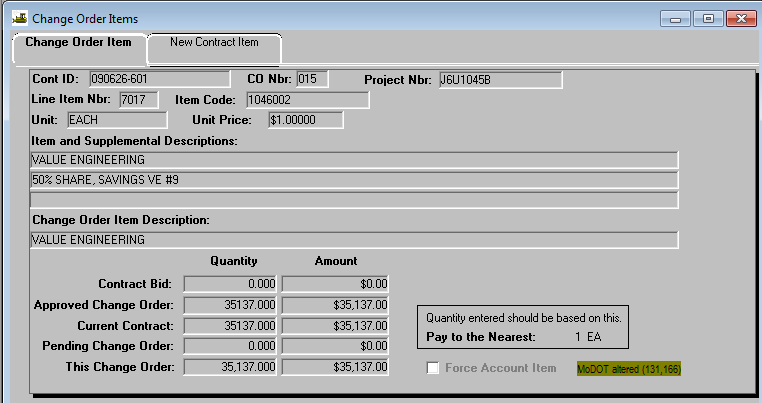 Change Order Items
Change Order Item New Contract Item
Cont ID: 090626-601 CO Nbr: 015 Project Nbr: J6U1045B
Line Item Nbr: 7017 Item Code: 1046002
Unit: EACH Unit Price: $1.00000
Item and Supplemental Descriptions:
VALUE ENGINEERING
50% SHARE, SAVINGS VE #9
Change Order Item Description:
VALUE ENGINEERING
Quantity Amount
Contract Bid: 0.000 $0.00
Approved Change Order: 35137.000 $35,137.00
Current Contract: 35137.000 $35,137.00
Pending Change Order: 0.000 $0.00
This Change Order: 35,137.000 $35,137.00
Quantity entered should be based on this.
Pay to the Nearest: 1 EA
Force Account Item
MoDOT altered (131,166)